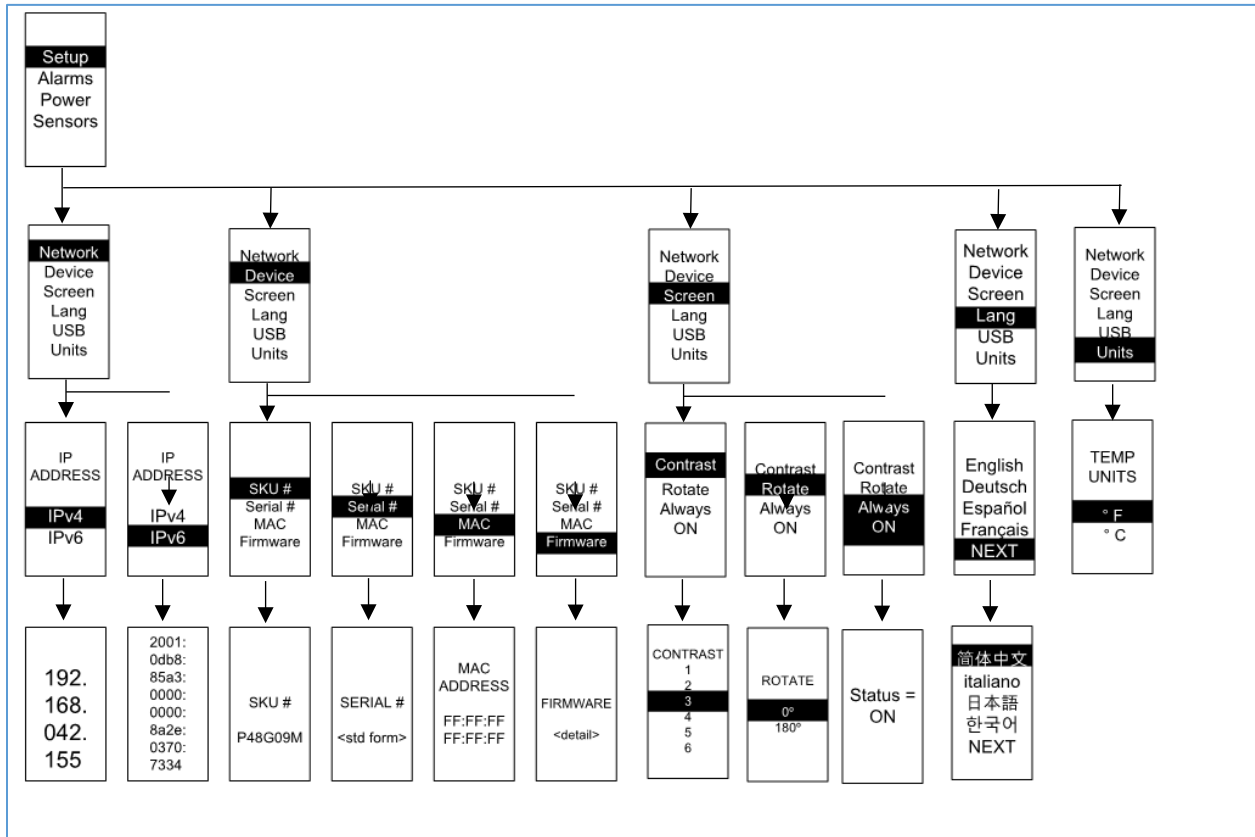 Setup
Alarms
Power
Sensors
Network
Device
Screen
Lang
USB
Units
Network
Device
Screen
Lang
USB
Units
Network
Device
Screen
Lang
USB
Units
Network
Device
Screen
Lang
USB
Units
Network
Device
Screen
Lang
USB
Units
IP
ADDRESS
IPv4
IPv6
IP
ADDRESS
IPv4
IPv6
SKU #
Serial #
MAC
Firmware
SKU #
Serial #
MAC
Firmware
SKU #
Serial #
MAC
Firmware
SKU #
Serial #
MAC
Firmware
Contrast
Rotate
Always
ON
Contrast
Rotate
Always
ON
Contrast
Rotate
Always
ON
English
Deutsch
Español
Français
NEXT
TEMP
UNITS
° F
° C
192.
168.
042.
155
2001:
0db8:
85a3:
0000:
0000:
8a2e:
0370:
7334
SKU #
P48G09M
SERIAL #
<std form>
MAC
ADDRESS
FF:FF:FF
FF:FF:FF
FIRMWARE
<detail>
CONTRAST
1
2
3
4
5
6
ROTATE
0º
180º
Status =
ON
简体中文
italiano
日本語
한국어
NEXT